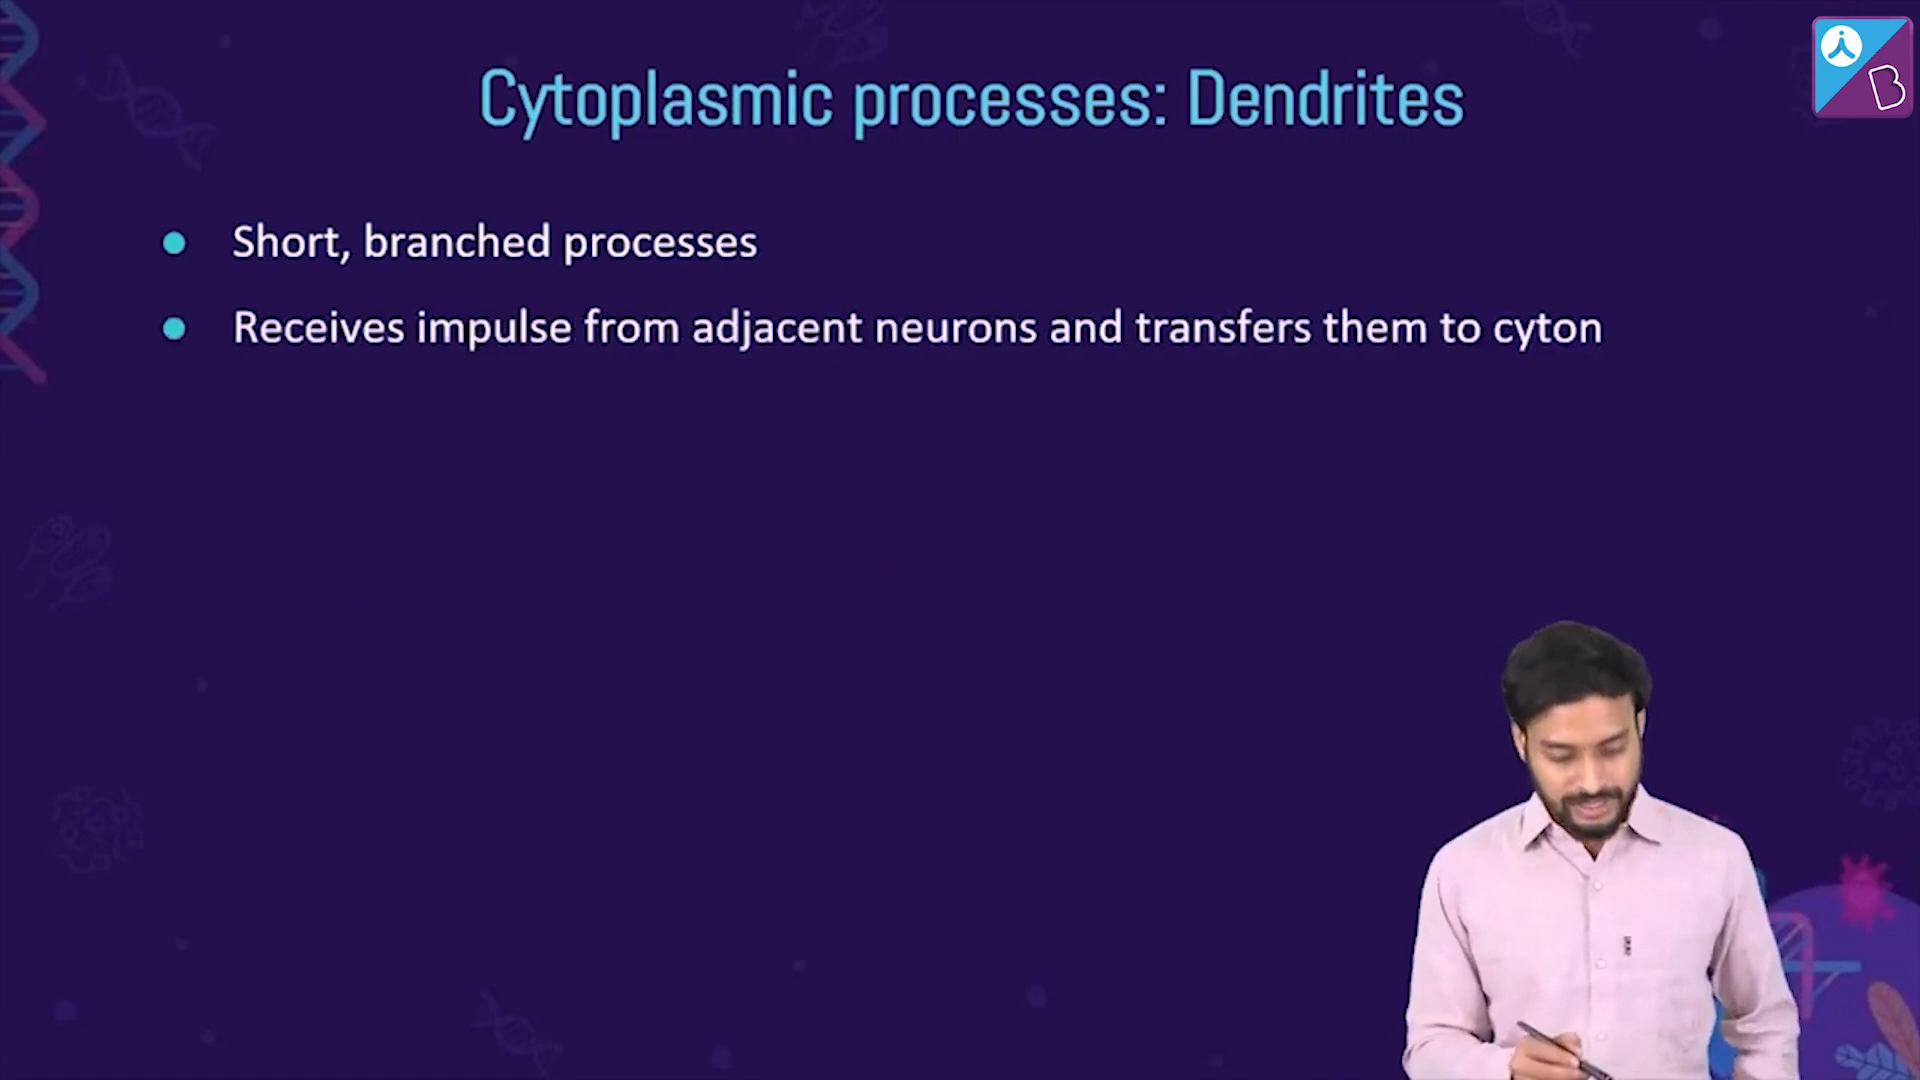 Cytoplasmic processes: Dendrites
Short, branched processes
Receives impulse from adjacent neurons and transfers them to cyton